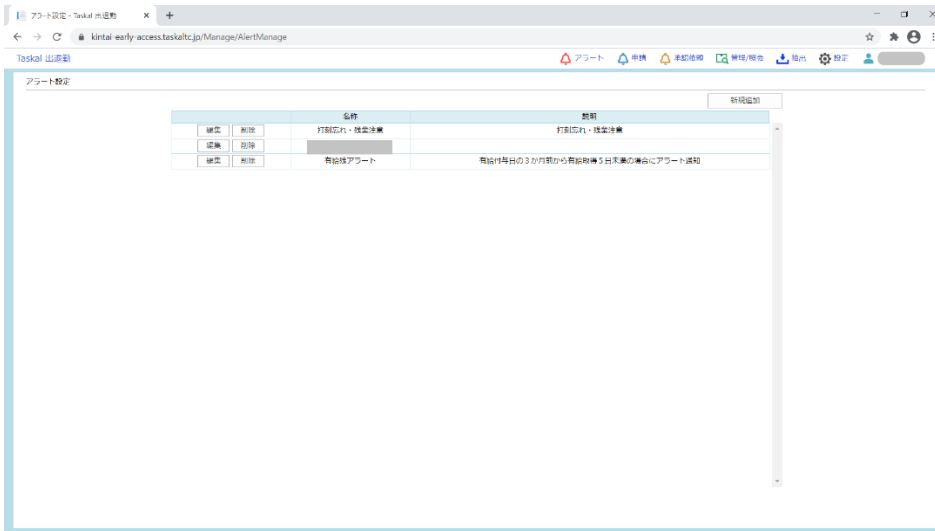 アラート設定 - Taskal 出退勤
kintai-early-access.taskaltc.jp/Manage/AlertManage
Taskal 出退勤
アラート 申請 承認依頼 管理/照会 抽出 設定
アラート設定
新規追加
名称 説明
編集 削除 打刻忘れ・残業注意 打刻忘れ・残業注意
編集 削除
編集 削除 有給残アラート 有給付与日の3か月前から有給取得5日未満の場合にアラート通知